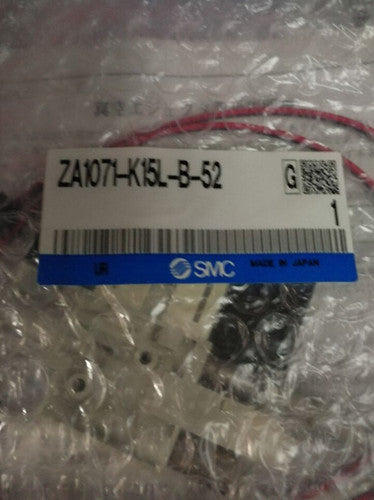 ZA1071-K15L-B-52
G
1
UR
SMC
MADE IN JAPAN